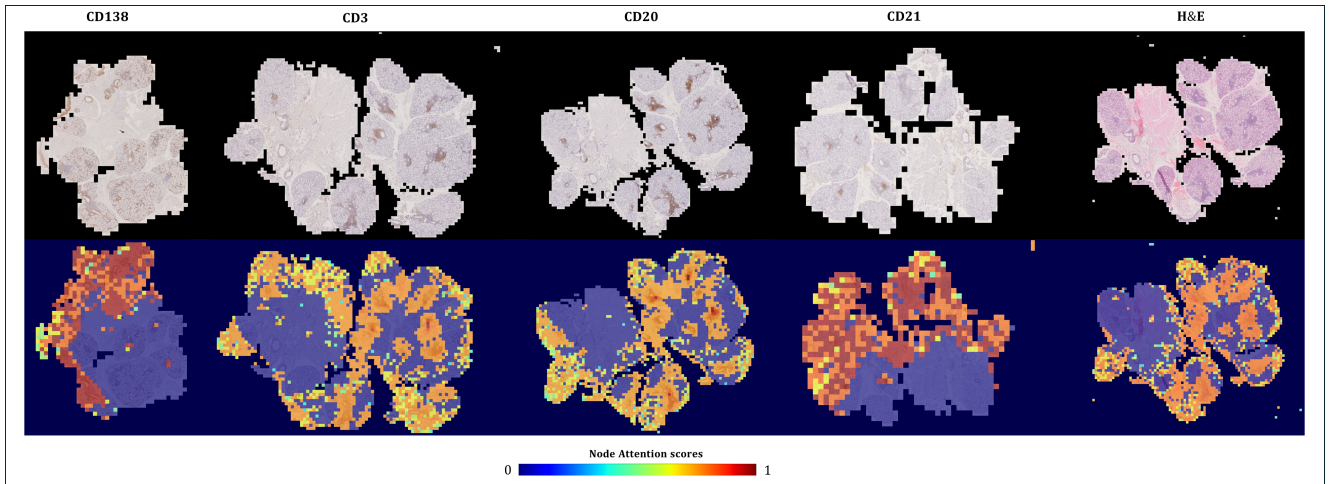 CD138
CD3
CD20
CD21
H&E
Node Attention scores
0
1